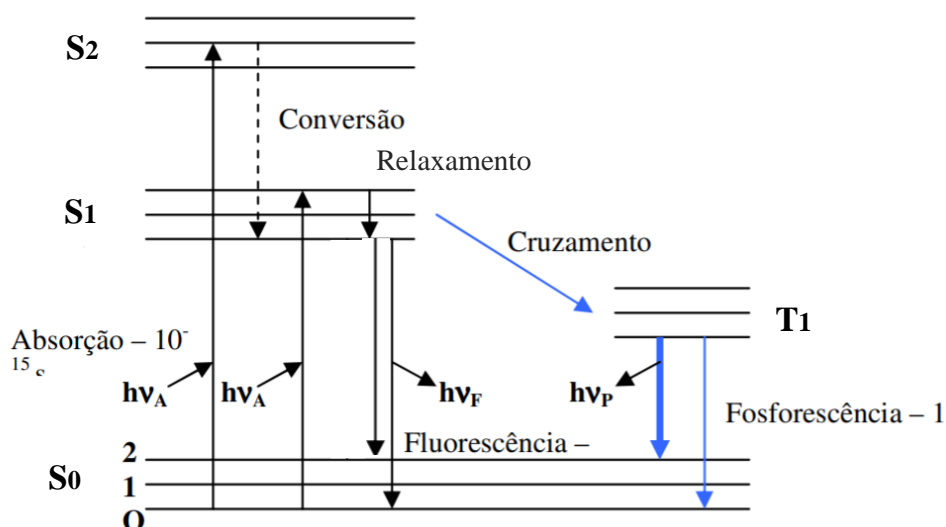 S2
Conversão
Relaxamento
S1
Cruzamento
T1
Absorção – 10-
15 s
hνA
hνA
hνF
hνP
Fosforescência – 1
Fluorescência –
2
S0
1
0